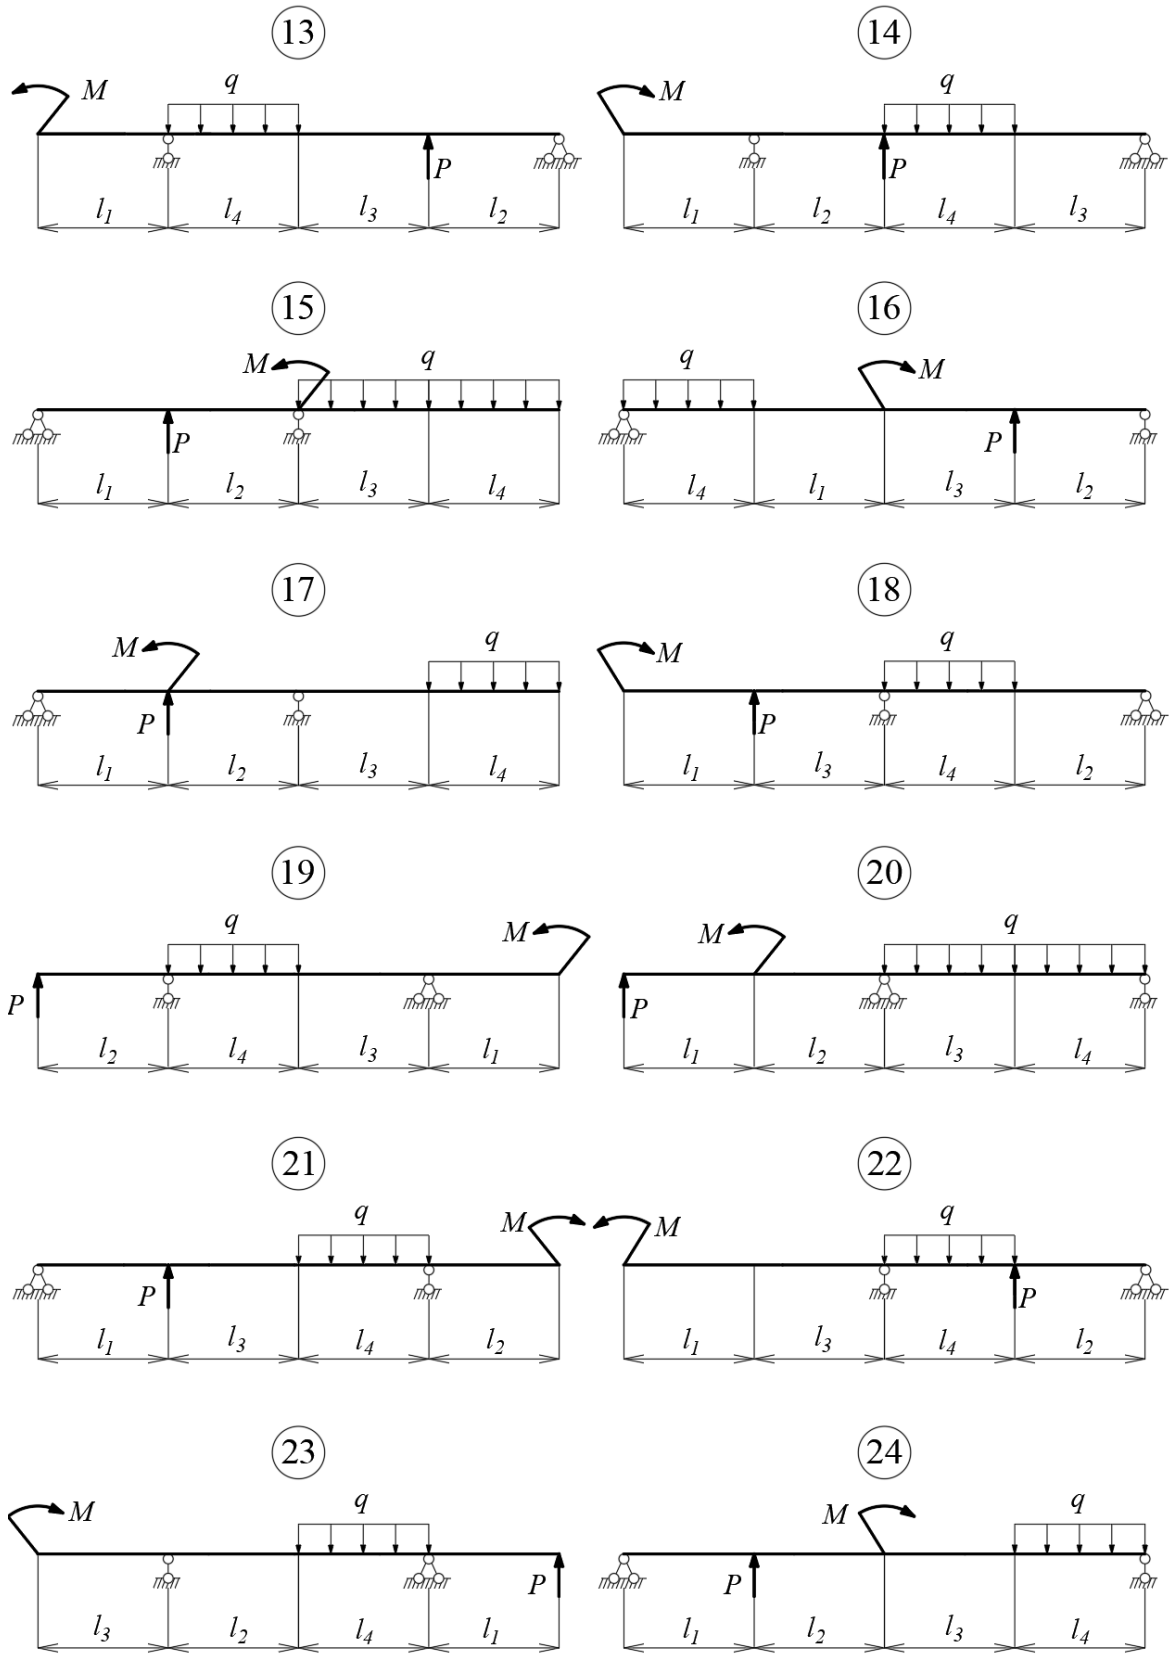 13 14
M q P M q P
l1 l4 l3 l2 l1 l2 l4 l3
15 16
M q P q M P
l1 l2 l3 l4 l4 l1 l3 l2
17 18
M P q M P q
l1 l2 l3 l4 l1 l3 l4 l2
19 20
P q M P M q
l2 l4 l3 l1 l1 l2 l3 l4
21 22
P q M M q P
l1 l3 l4 l2 l1 l3 l4 l2
23 24
M q P P M q
l3 l2 l4 l1 l1 l2 l3 l4